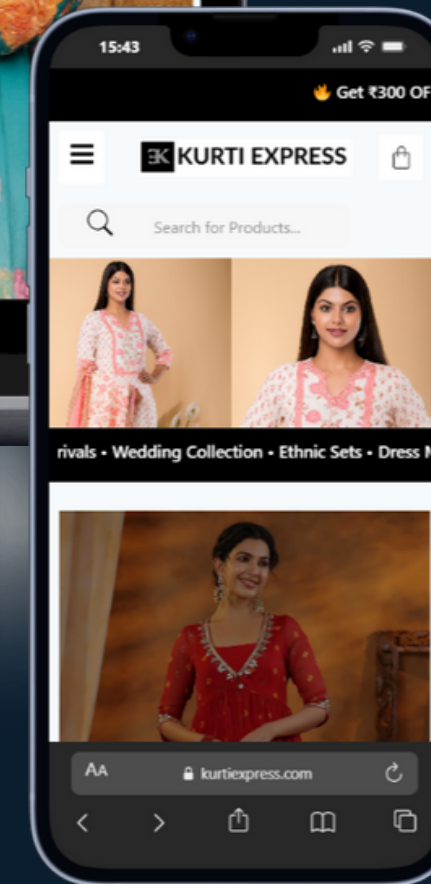 15:43
🔥 Get ₹300 OF
EK KURTI EXPRESS
Search for Products...
rivals • Wedding Collection • Ethnic Sets • Dress M
AA
kurtiexpress.com